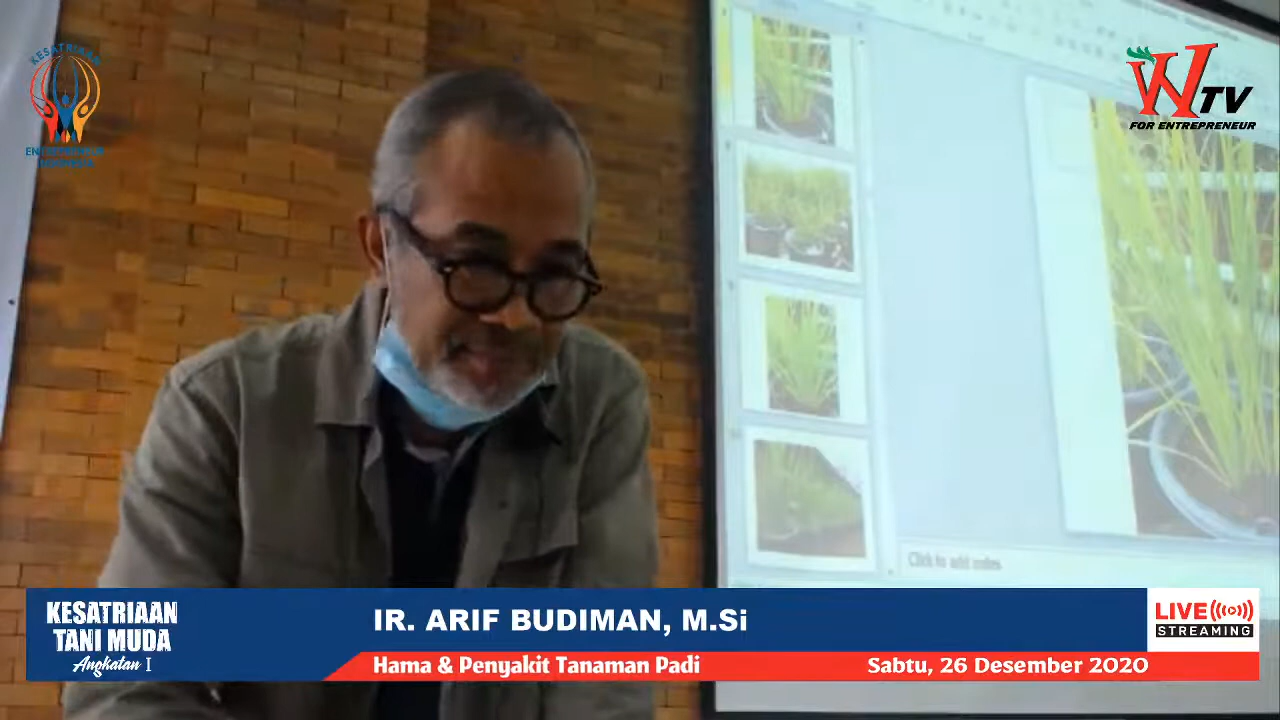 KESATRIAAN
ENTREPRENEUR
INDONESIA
WTV
FOR ENTREPRENEUR
Click to add notes
KESATRIAAN
TANI MUDA
Angkatan I
IR. ARIF BUDIMAN, M.Si
Hama & Penyakit Tanaman Padi
Sabtu, 26 Desember 2020
LIVE
STREAMING